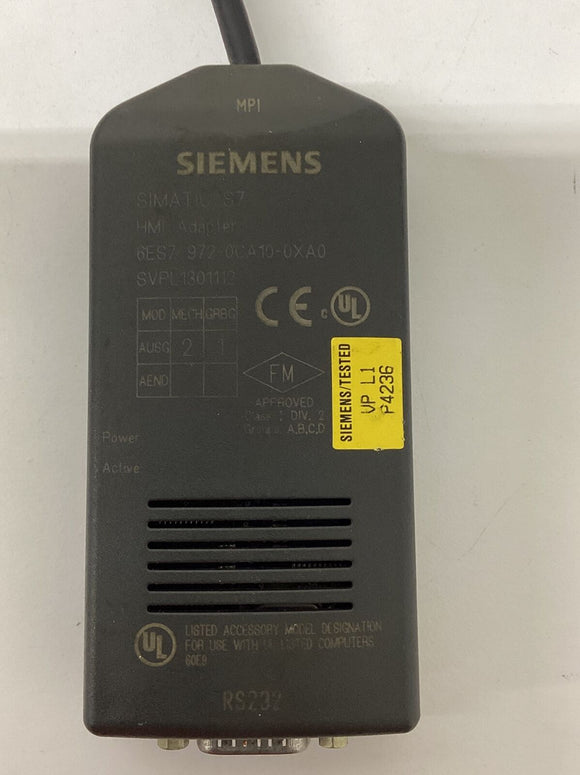 MPI
SIEMENS
SIMATIC S7
HMI Adapter
6ES7 972-0CA10-0XA0
SVPL1301112
MOD MECH GRBG
AUSG 2 1
AEND
CE
c UL
FM
APPROVED
Class 1 DIV. 2
Groups A,B,C,D
SIEMENS/TESTED
VP L1
P4236
Power
Active
UL
LISTED ACCESSORY MODEL DESIGNATION
FOR USE WITH LISTED COMPUTERS
60E9
RS232